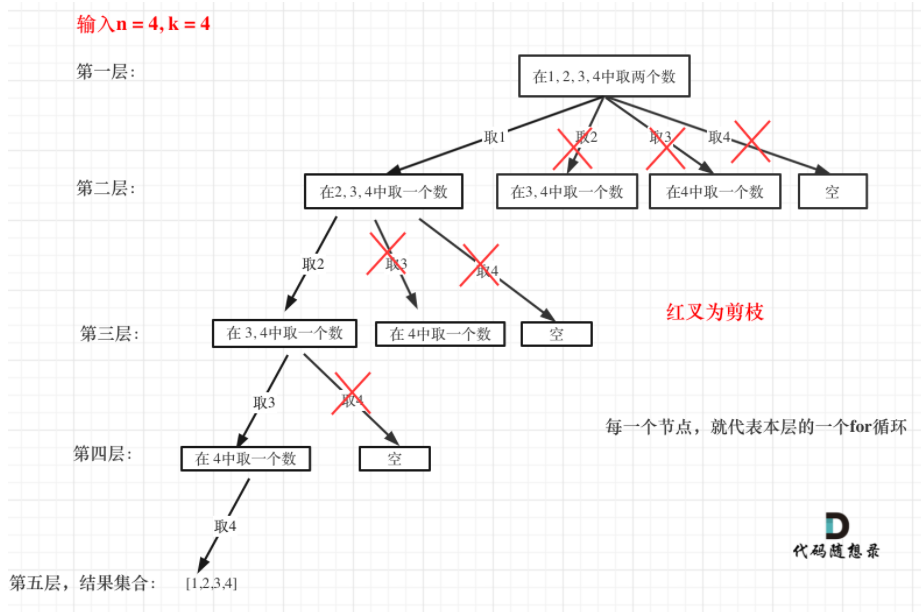 输入n = 4, k = 4
第一层：
在1, 2, 3, 4中取两个数
取1
取2
取3
取4
第二层：
在2, 3, 4中取一个数
在3, 4中取一个数
在4中取一个数
空
取2
取3
取4
红叉为剪枝
第三层：
在 3, 4中取一个数
在 4中取一个数
空
取3
取4
每一个节点，就代表本层的一个for循环
第四层：
在 4中取一个数
空
取4
代码随想录
第五层，结果集合：
[1,2,3,4]